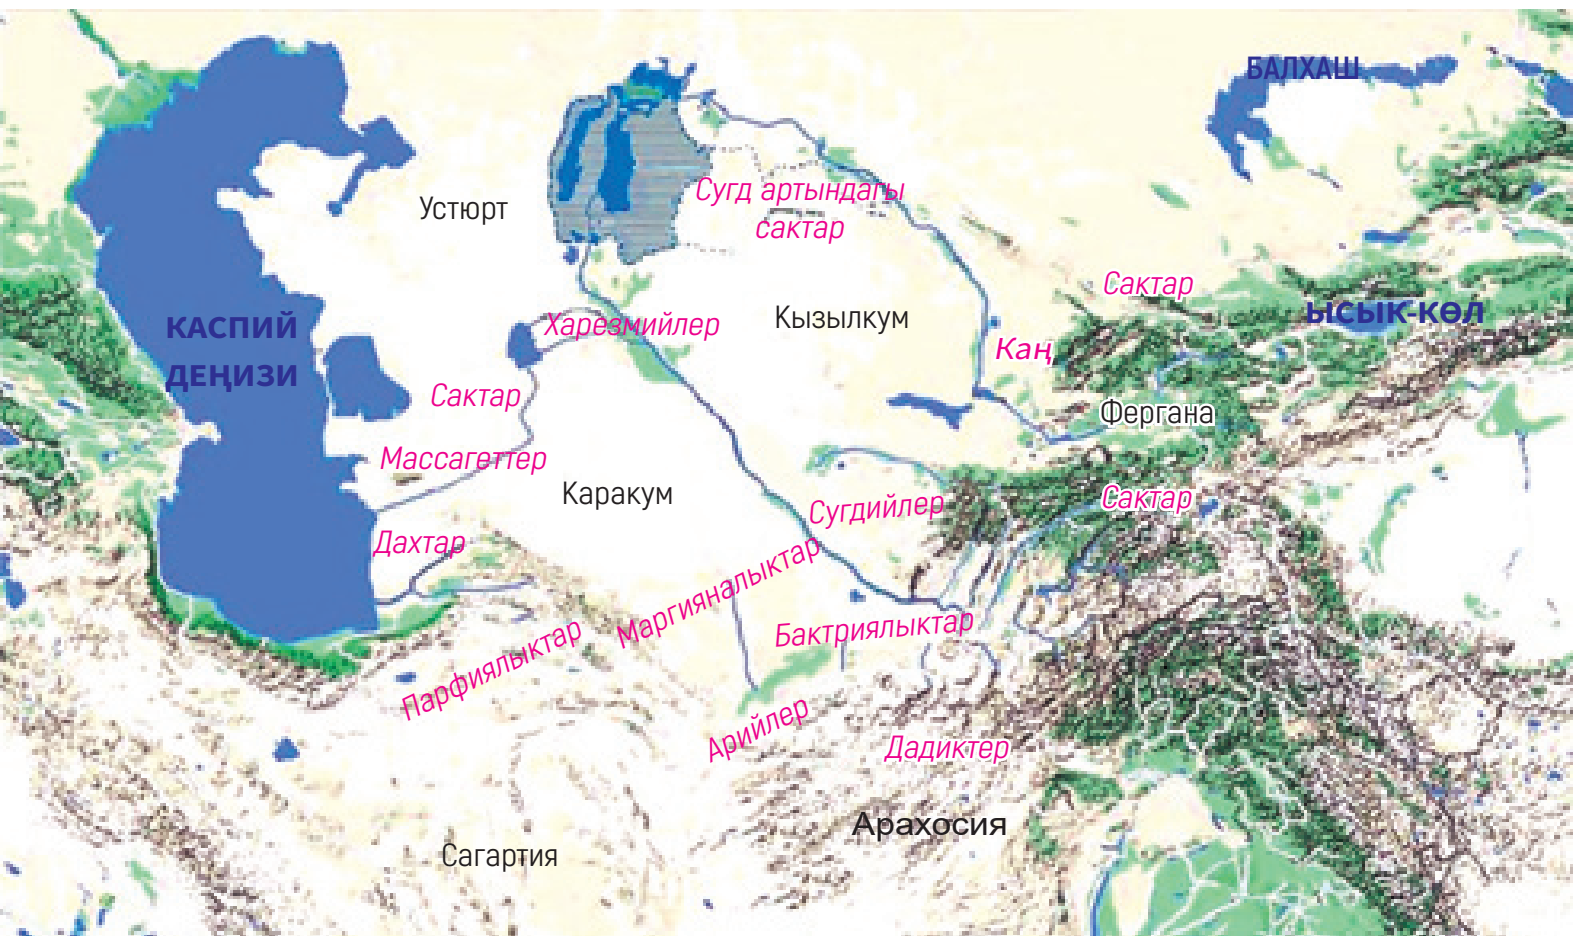 БАЛХАШ
Устюрт
Сугд артындагы
сактар
Сактар
КАСПИЙ
ДЕҢИЗИ
Харезмийлер
Кызылкум
ЫСЫК-КӨЛ
Каң
Сактар
Фергана
Массагеттер
Каракум
Сугдийлер
Сактар
Дахтар
Маргияналыктар
Парфиялыктар
Бактриялыктар
Арийлер
Дадиктер
Арахосия
Сагартия